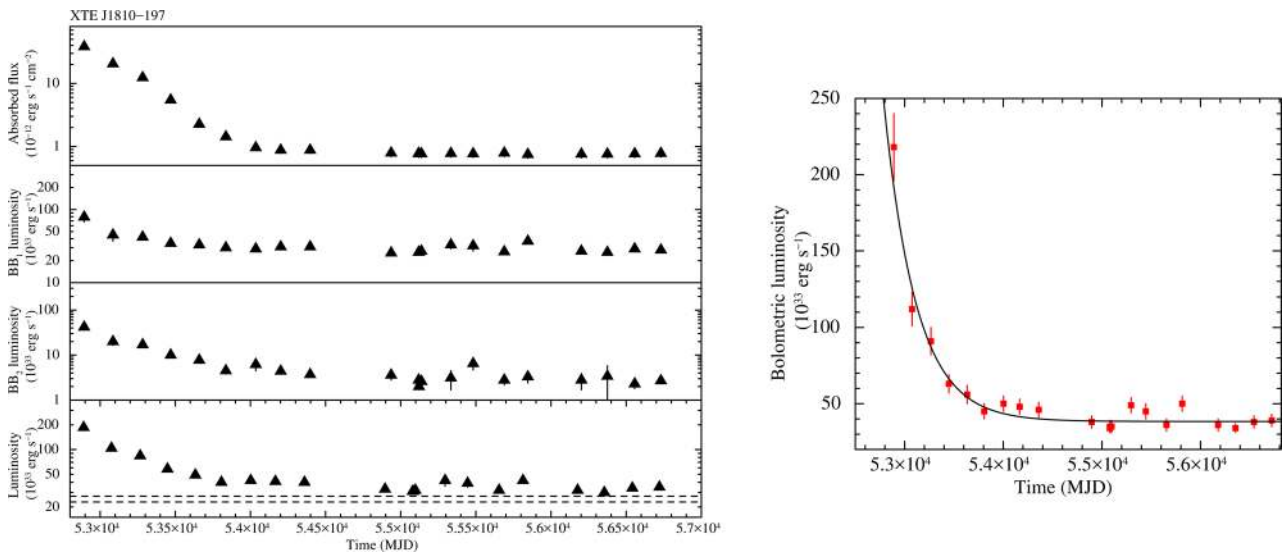 XTE J1810−197
Absorbed flux
(10⁻¹² erg s⁻¹ cm⁻²)
10
1
BB₁ luminosity
(10³³ erg s⁻¹)
200
100
50
20
10
BB₂ luminosity
(10³³ erg s⁻¹)
100
10
1
Luminosity
(10³³ erg s⁻¹)
200
100
50
20
5.3×10⁴ 5.35×10⁴ 5.4×10⁴ 5.45×10⁴ 5.5×10⁴ 5.55×10⁴ 5.6×10⁴ 5.65×10⁴ 5.7×10⁴
Time (MJD)
Bolometric luminosity
(10³³ erg s⁻¹)
250
200
150
100
50
5.3×10⁴ 5.4×10⁴ 5.5×10⁴ 5.6×10⁴
Time (MJD)